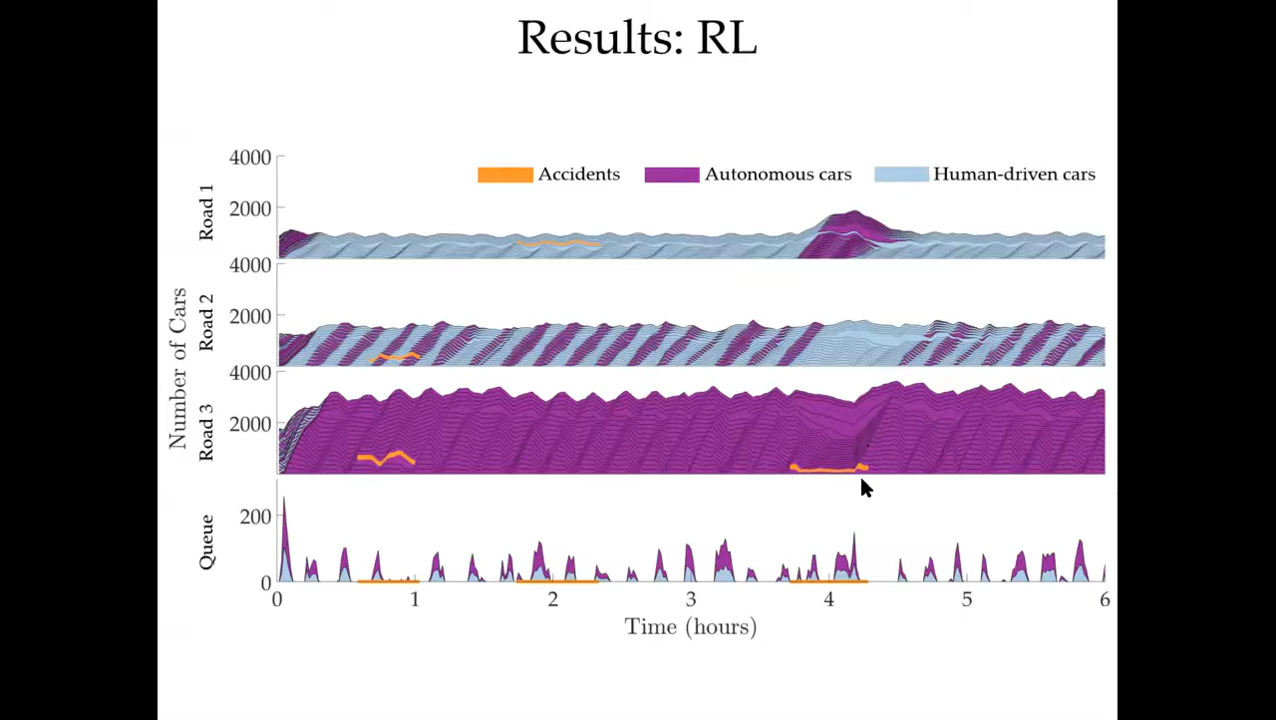 Results: RL
Accidents
Autonomous cars
Human-driven cars
Number of Cars
Road 1
4000
2000
Road 2
4000
2000
Road 3
4000
2000
Queue
200
0
0 1 2 3 4 5 6
Time (hours)